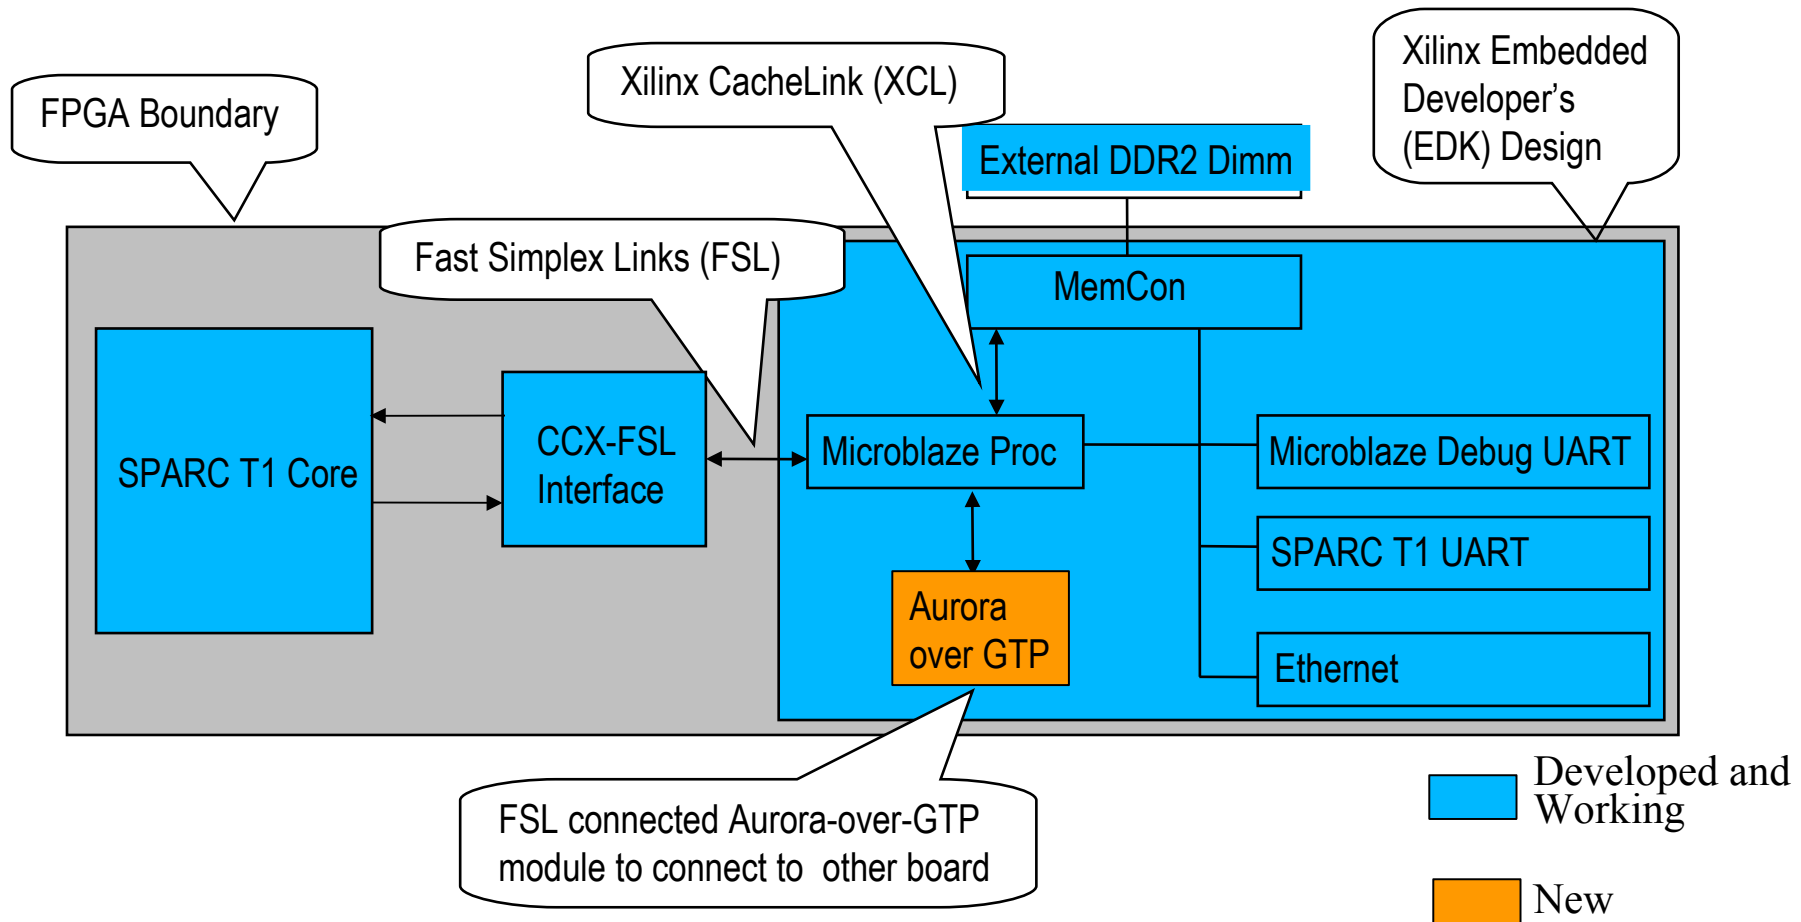 FPGA Boundary
Xilinx CacheLink (XCL)
Xilinx Embedded
Developer’s
(EDK) Design
External DDR2 Dimm
Fast Simplex Links (FSL)
MemCon
SPARC T1 Core
CCX-FSL
Interface
Microblaze Proc
Microblaze Debug UART
SPARC T1 UART
Aurora
over GTP
Ethernet
FSL connected Aurora-over-GTP
module to connect to other board
Developed and
Working
New